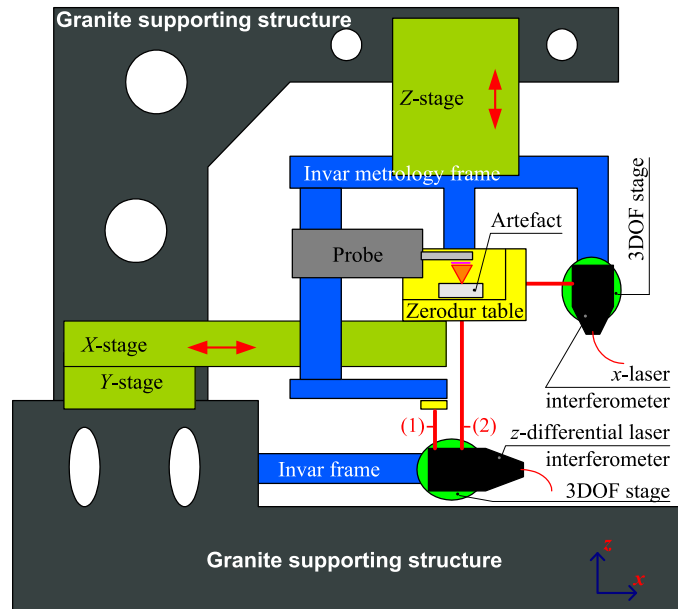 Granite supporting structure
Z-stage
Invar metrology frame
3DOF stage
Artefact
Probe
Zerodur table
X-stage
Y-stage
x-laser
interferometer
(1)
(2)
z-differential laser
interferometer
Invar frame
3DOF stage
Granite supporting structure
z
x